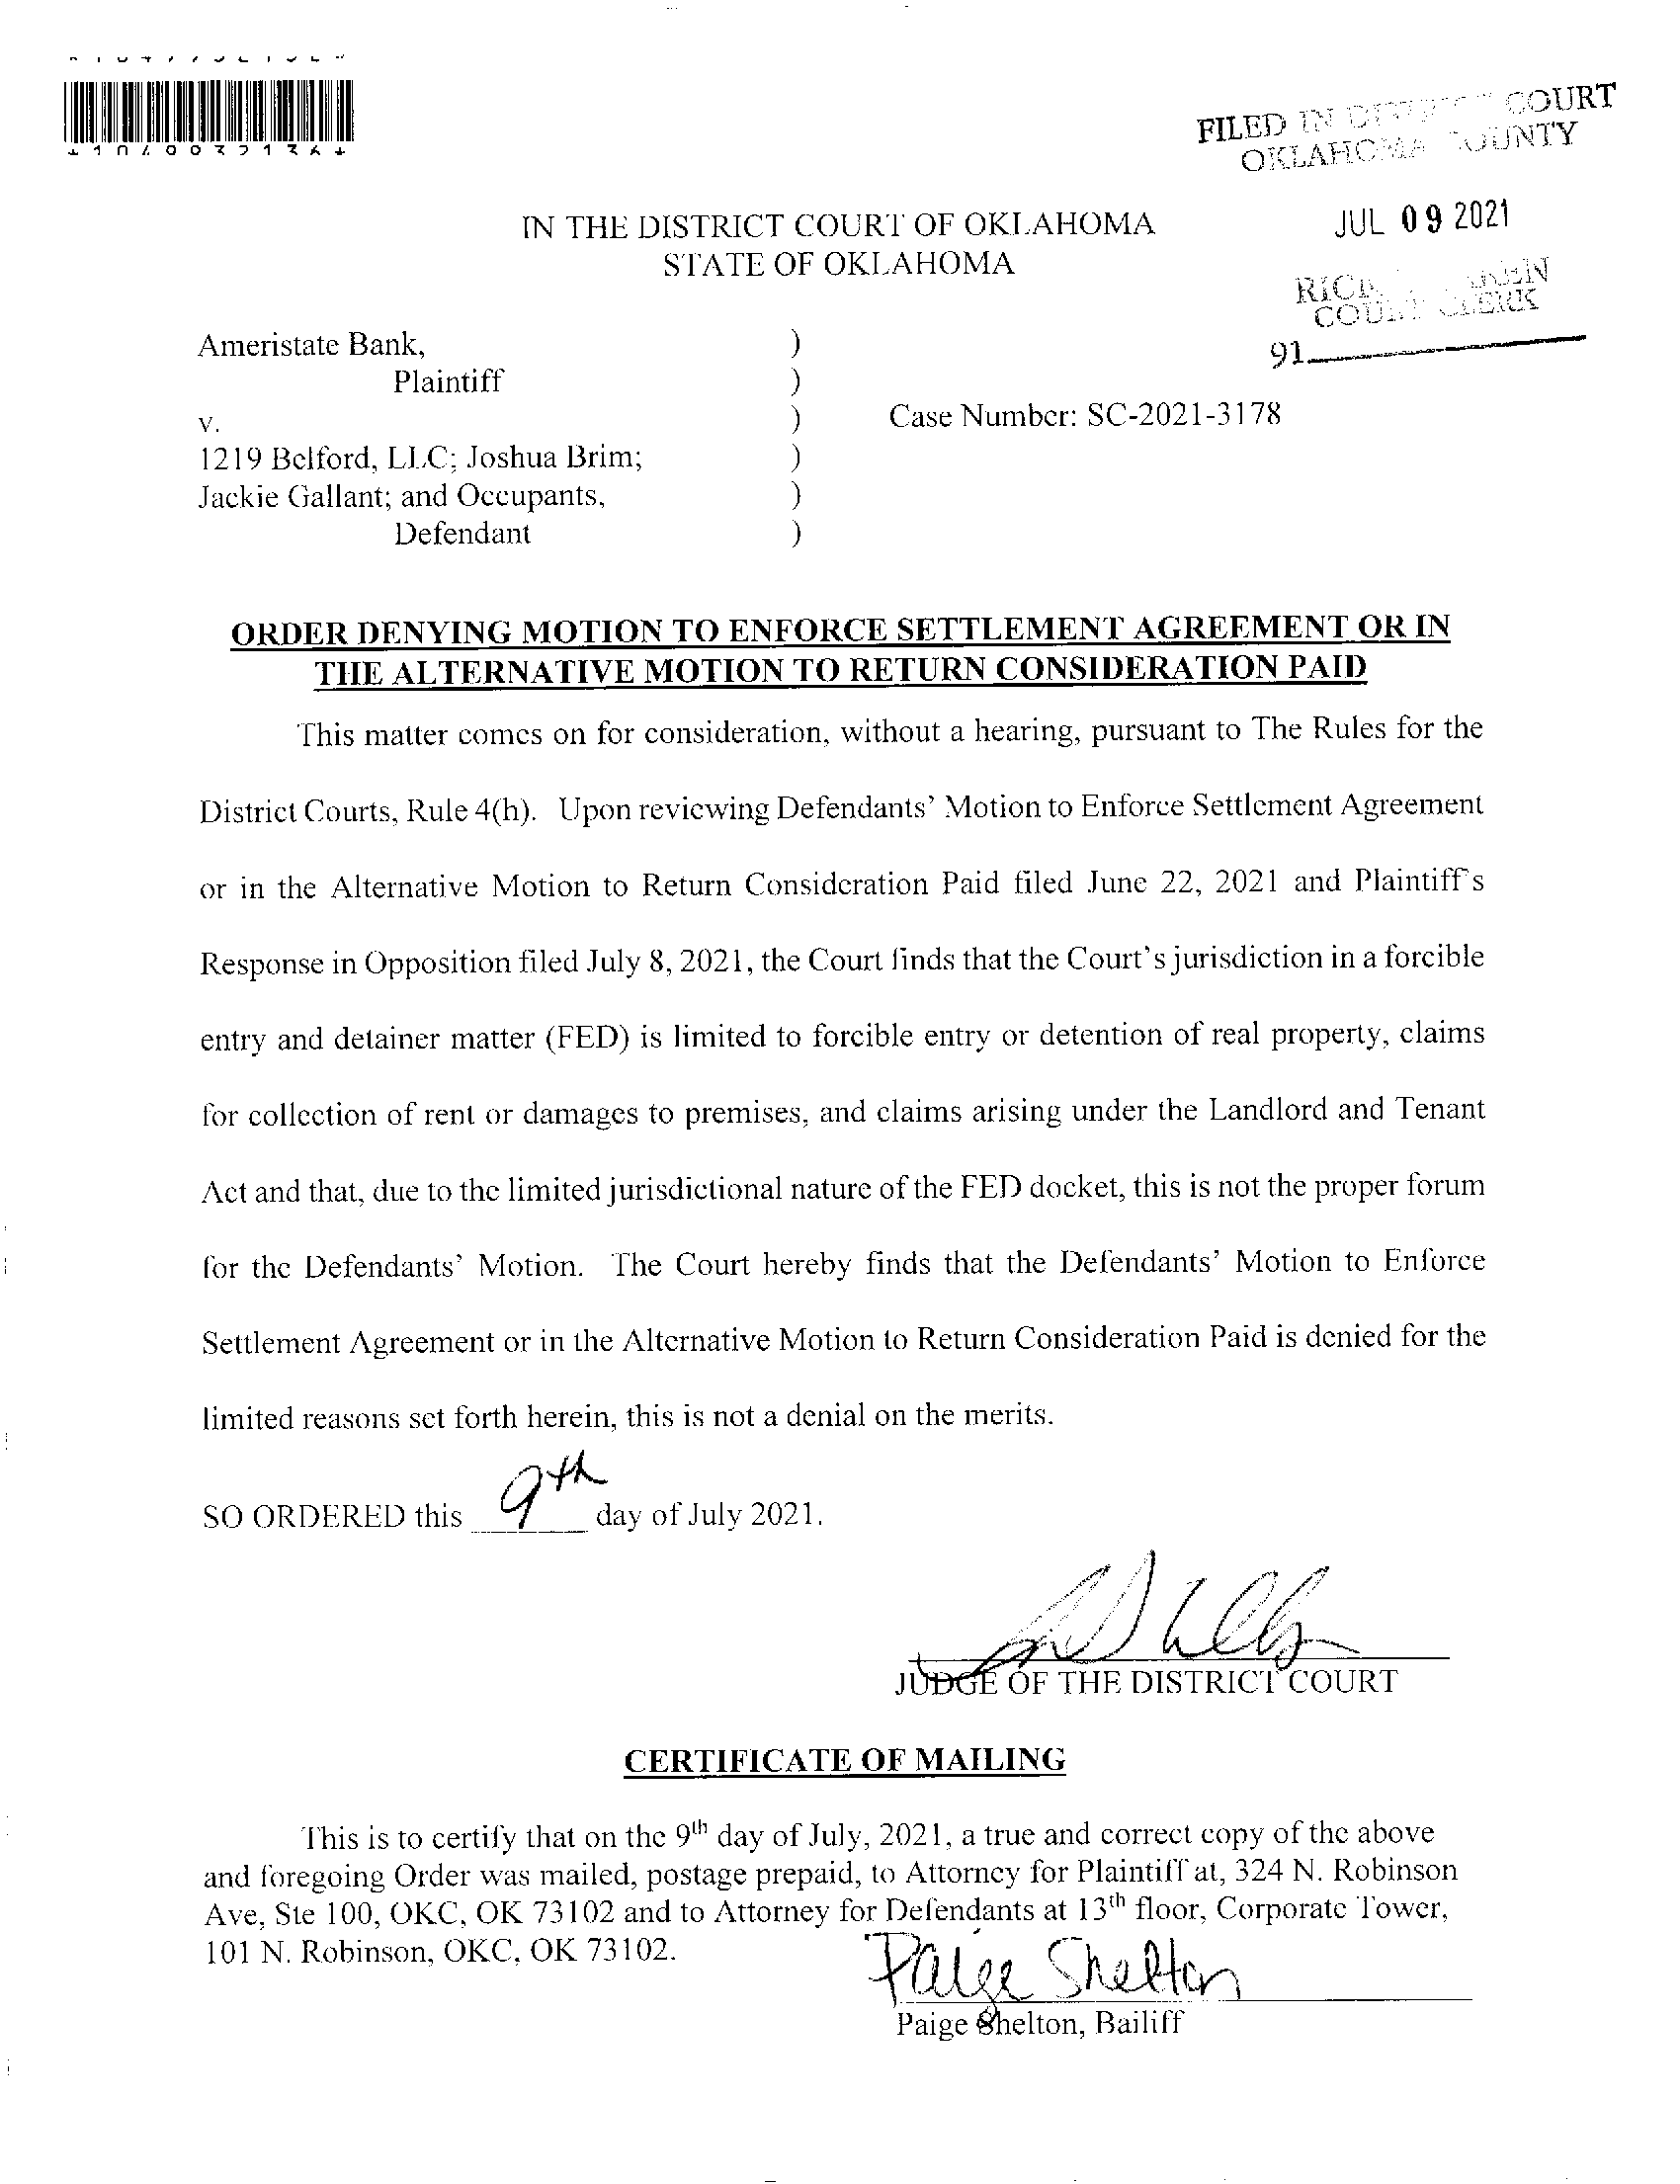 FILED IN DISTRICT COURT
OKLAHOMA COUNTY
JUL 09 2021
COURT CLERK
91
IN THE DISTRICT COURT OF OKLAHOMA
STATE OF OKLAHOMA
Ameristate Bank, )
Plaintiff )
v. ) Case Number: SC-2021-3178
1219 Belford, LLC; Joshua Brim; )
Jackie Gallant; and Occupants, )
Defendant )
ORDER DENYING MOTION TO ENFORCE SETTLEMENT AGREEMENT OR IN
THE ALTERNATIVE MOTION TO RETURN CONSIDERATION PAID
This matter comes on for consideration, without a hearing, pursuant to The Rules for the
District Courts, Rule 4(h). Upon reviewing Defendants' Motion to Enforce Settlement Agreement
or in the Alternative Motion to Return Consideration Paid filed June 22, 2021 and Plaintiff's
Response in Opposition filed July 8, 2021, the Court finds that the Court's jurisdiction in a forcible
entry and detainer matter (FED) is limited to forcible entry or detention of real property, claims
for collection of rent or damages to premises, and claims arising under the Landlord and Tenant
Act and that, due to the limited jurisdictional nature of the FED docket, this is not the proper forum
for the Defendants' Motion. The Court hereby finds that the Defendants' Motion to Enforce
Settlement Agreement or in the Alternative Motion to Return Consideration Paid is denied for the
limited reasons set forth herein, this is not a denial on the merits.
SO ORDERED this 9th day of July 2021.
JUDGE OF THE DISTRICT COURT
CERTIFICATE OF MAILING
This is to certify that on the 9th day of July, 2021, a true and correct copy of the above
and foregoing Order was mailed, postage prepaid, to Attorney for Plaintiff at, 324 N. Robinson
Ave, Ste 100, OKC, OK 73102 and to Attorney for Defendants at 13th floor, Corporate Tower,
101 N. Robinson, OKC, OK 73102.
Paige Shelton
Paige Shelton, Bailiff